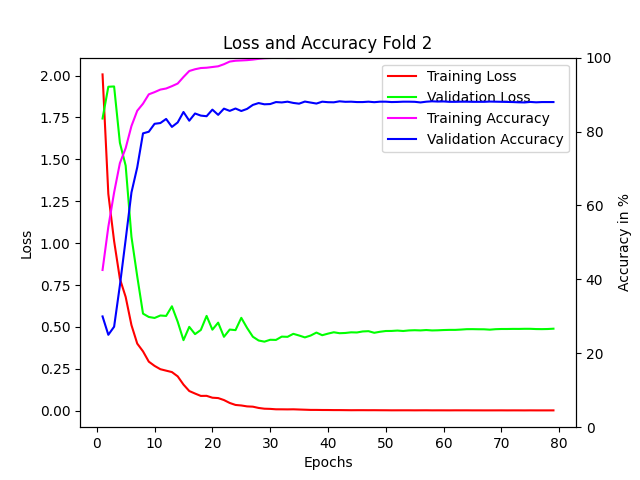 Loss and Accuracy Fold 2
Training Loss
Validation Loss
Training Accuracy
Validation Accuracy
Loss
2.00
1.75
1.50
1.25
1.00
0.75
0.50
0.25
0.00
Accuracy in %
100
80
60
40
20
0
0 10 20 30 40 50 60 70 80
Epochs